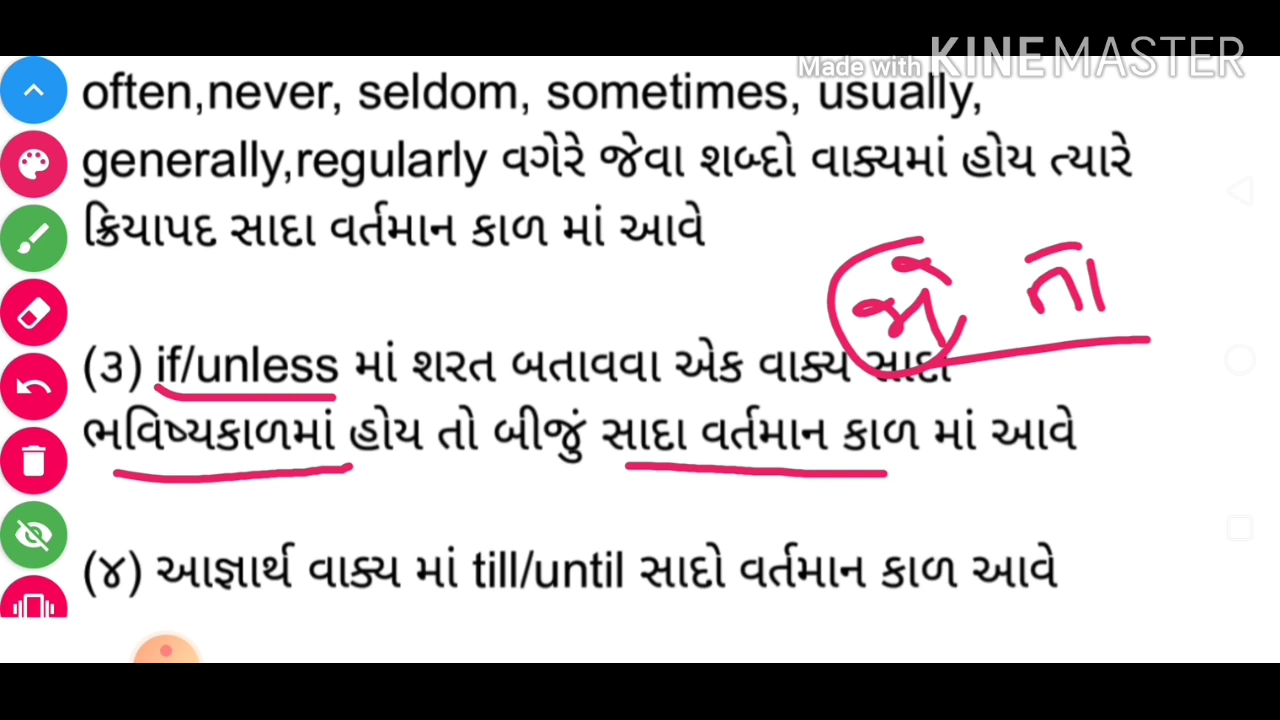 Made with KINEMASTER
often,never, seldom, sometimes, usually,
generally,regularly વગેરે જેવા શબ્દો વાક્યમાં હોય ત્યારે
ક્રિયાપદ સાદા વર્તમાન કાળ માં આવે
જો તો
(૩) if/unless માં શરત બતાવવા એક વાક્ય સાદા
ભવિષ્યકાળમાં હોય તો બીજું સાદા વર્તમાન કાળ માં આવે
(૪) આજ્ઞાર્થ વાક્ય માં till/until સાદો વર્તમાન કાળ આવે